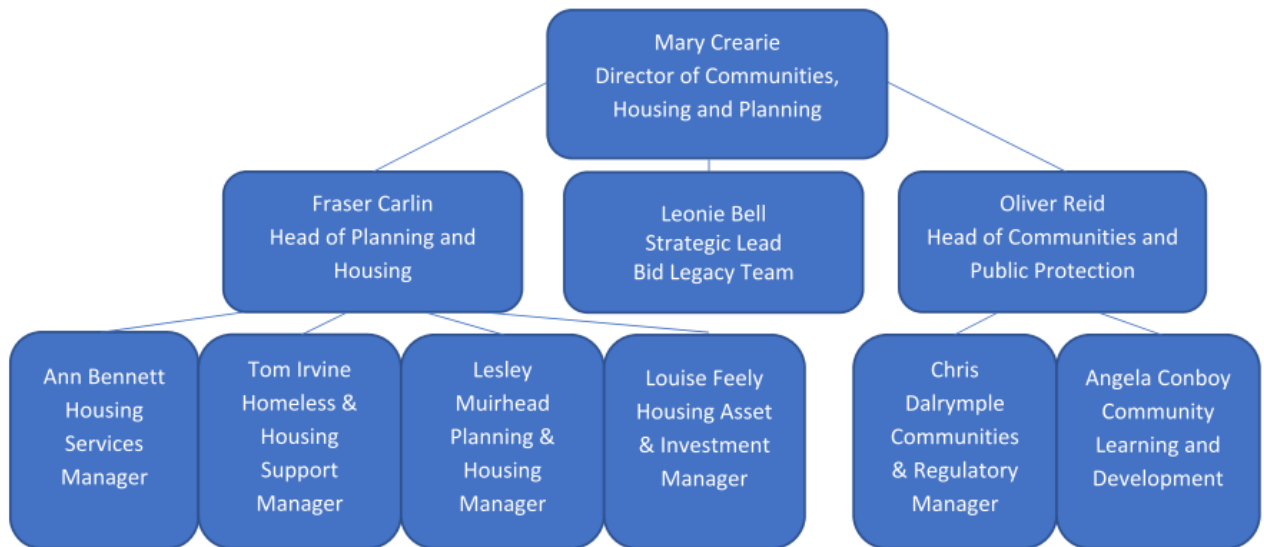 Mary Crearie
Director of Communities,
Housing and Planning
Fraser Carlin
Head of Planning and
Housing
Leonie Bell
Strategic Lead
Bid Legacy Team
Oliver Reid
Head of Communities and
Public Protection
Ann Bennett
Housing
Services
Manager
Tom Irvine
Homeless &
Housing
Support
Manager
Lesley
Muirhead
Planning &
Housing
Manager
Louise Feely
Housing Asset
& Investment
Manager
Chris
Dalrymple
Communities
& Regulatory
Manager
Angela Conboy
Community
Learning and
Development